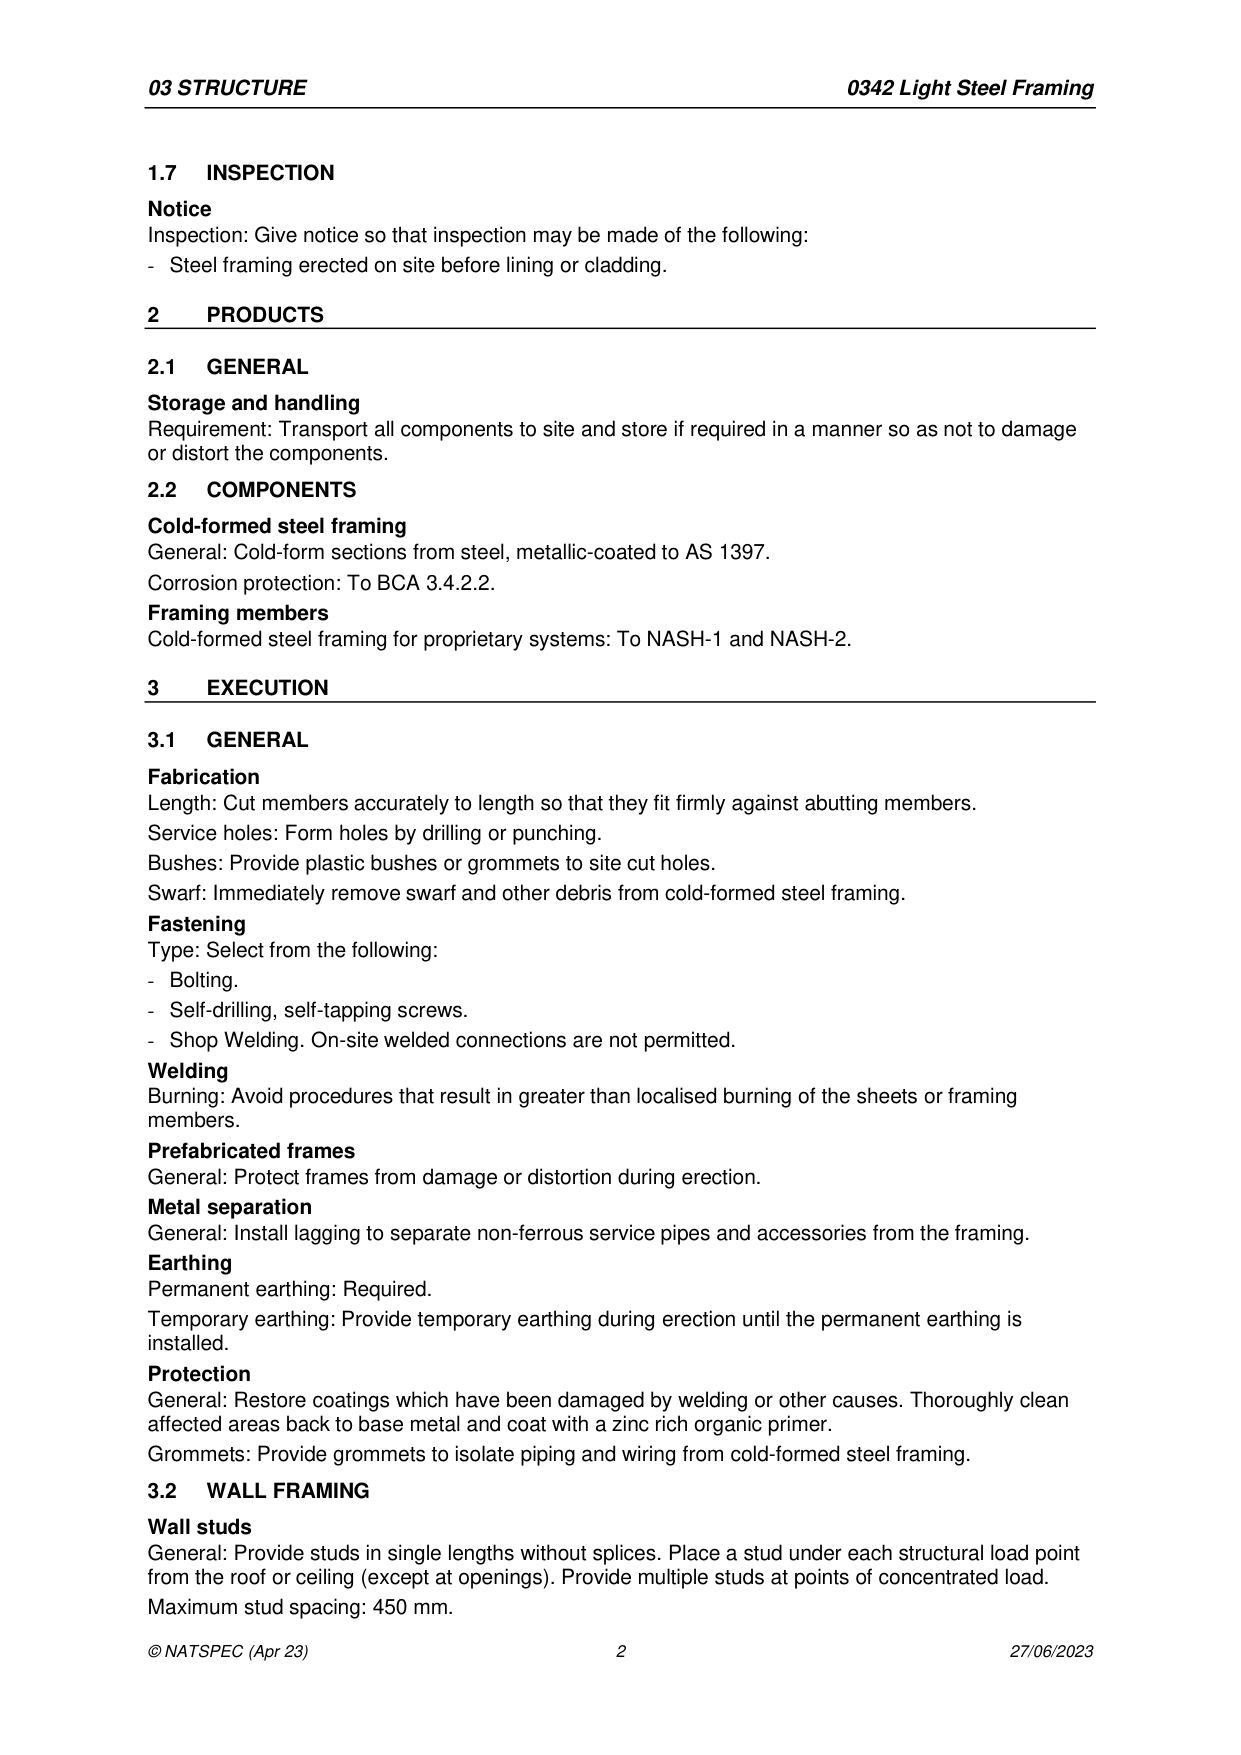 03 STRUCTURE 0342 Light Steel Framing
1.7 INSPECTION
Notice
Inspection: Give notice so that inspection may be made of the following:
- Steel framing erected on site before lining or cladding.
2 PRODUCTS
2.1 GENERAL
Storage and handling
Requirement: Transport all components to site and store if required in a manner so as not to damage
or distort the components.
2.2 COMPONENTS
Cold-formed steel framing
General: Cold-form sections from steel, metallic-coated to AS 1397.
Corrosion protection: To BCA 3.4.2.2.
Framing members
Cold-formed steel framing for proprietary systems: To NASH-1 and NASH-2.
3 EXECUTION
3.1 GENERAL
Fabrication
Length: Cut members accurately to length so that they fit firmly against abutting members.
Service holes: Form holes by drilling or punching.
Bushes: Provide plastic bushes or grommets to site cut holes.
Swarf: Immediately remove swarf and other debris from cold-formed steel framing.
Fastening
Type: Select from the following:
- Bolting.
- Self-drilling, self-tapping screws.
- Shop Welding. On-site welded connections are not permitted.
Welding
Burning: Avoid procedures that result in greater than localised burning of the sheets or framing
members.
Prefabricated frames
General: Protect frames from damage or distortion during erection.
Metal separation
General: Install lagging to separate non-ferrous service pipes and accessories from the framing.
Earthing
Permanent earthing: Required.
Temporary earthing: Provide temporary earthing during erection until the permanent earthing is
installed.
Protection
General: Restore coatings which have been damaged by welding or other causes. Thoroughly clean
affected areas back to base metal and coat with a zinc rich organic primer.
Grommets: Provide grommets to isolate piping and wiring from cold-formed steel framing.
3.2 WALL FRAMING
Wall studs
General: Provide studs in single lengths without splices. Place a stud under each structural load point
from the roof or ceiling (except at openings). Provide multiple studs at points of concentrated load.
Maximum stud spacing: 450 mm.
© NATSPEC (Apr 23) 2 27/06/2023